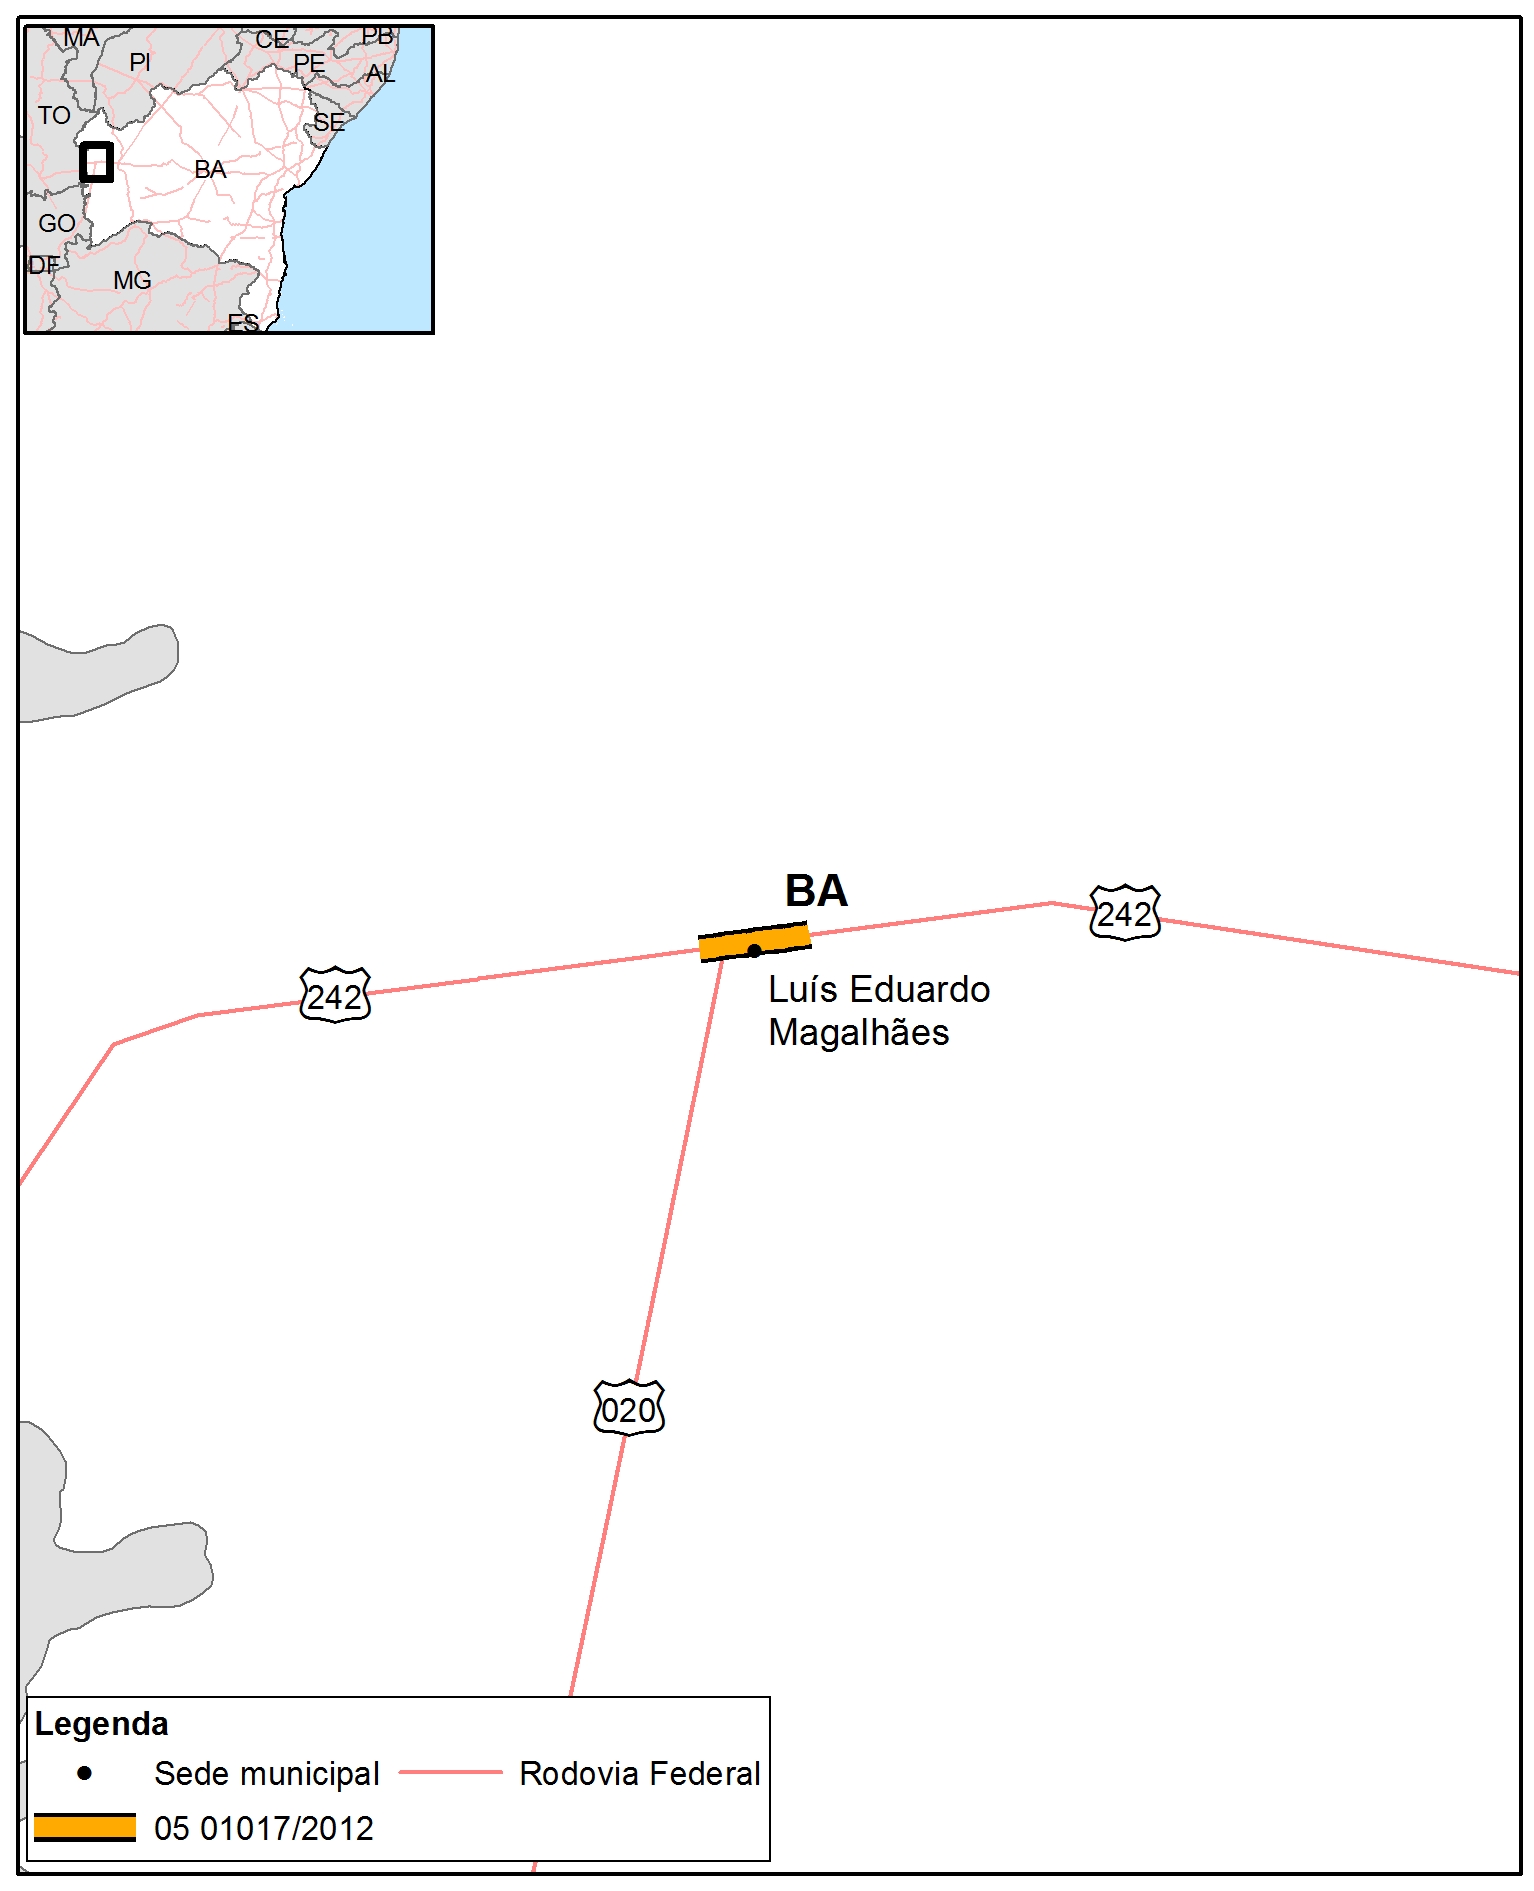 MA
CE
PB
PI
PE
AL
TO
SE
BA
GO
DF
MG
ES
BA
242
242
Luís Eduardo
Magalhães
020
Legenda
Sede municipal
Rodovia Federal
05 01017/2012